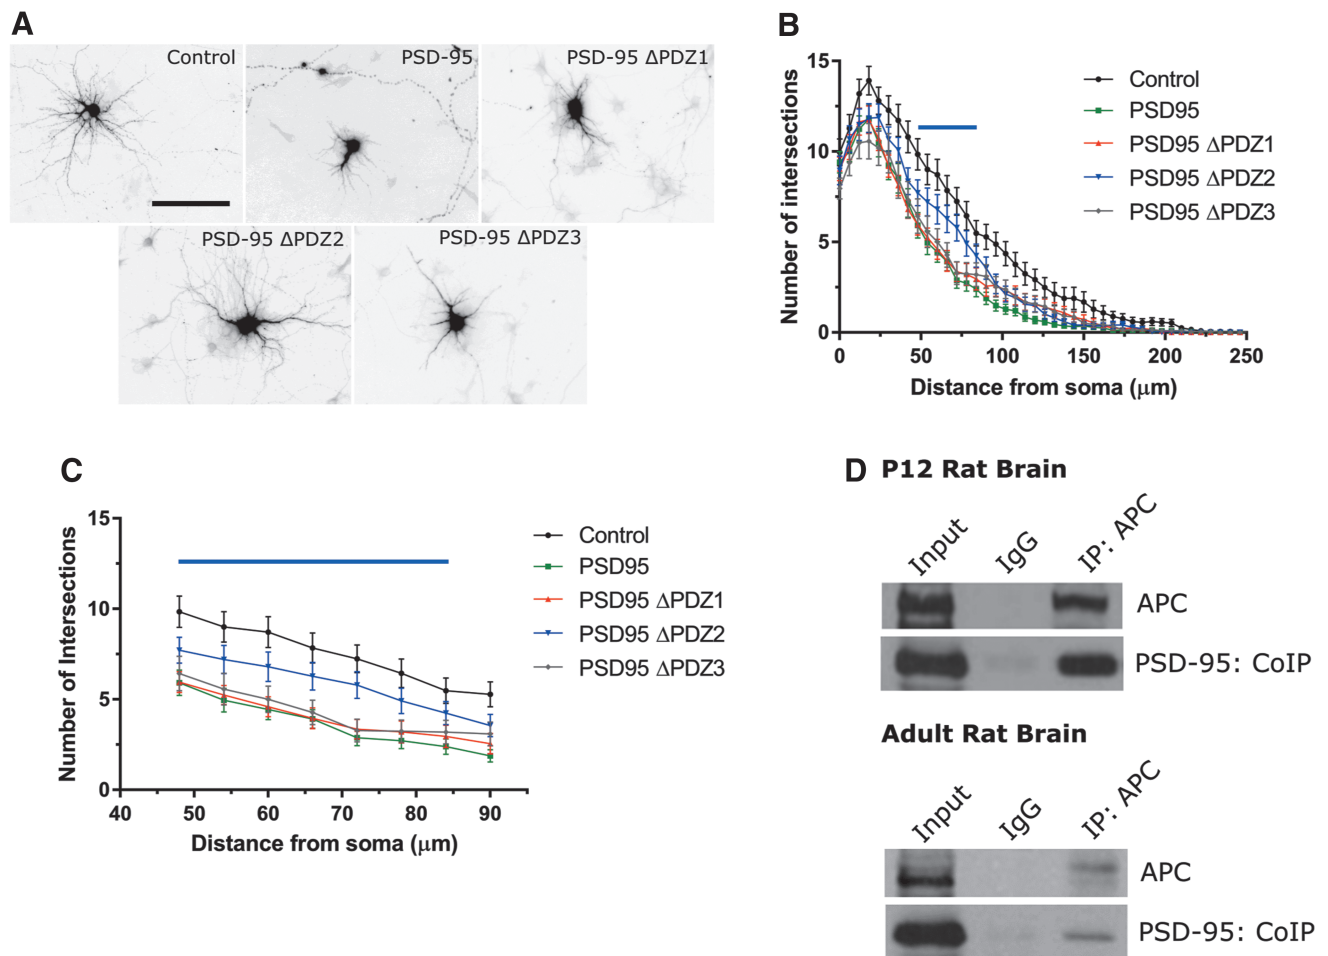 A
Control
PSD-95
PSD-95 ΔPDZ1
PSD-95 ΔPDZ2
PSD-95 ΔPDZ3
B
Number of intersections
15
10
5
0
0
50
100
150
200
250
Distance from soma (μm)
Control
PSD95
PSD95 ΔPDZ1
PSD95 ΔPDZ2
PSD95 ΔPDZ3
C
Number of Intersections
15
10
5
0
40
50
60
70
80
90
Distance from soma (μm)
Control
PSD95
PSD95 ΔPDZ1
PSD95 ΔPDZ2
PSD95 ΔPDZ3
D
P12 Rat Brain
Input
IgG
IP: APC
APC
PSD-95: CoIP
Adult Rat Brain
Input
IgG
IP: APC
APC
PSD-95: CoIP